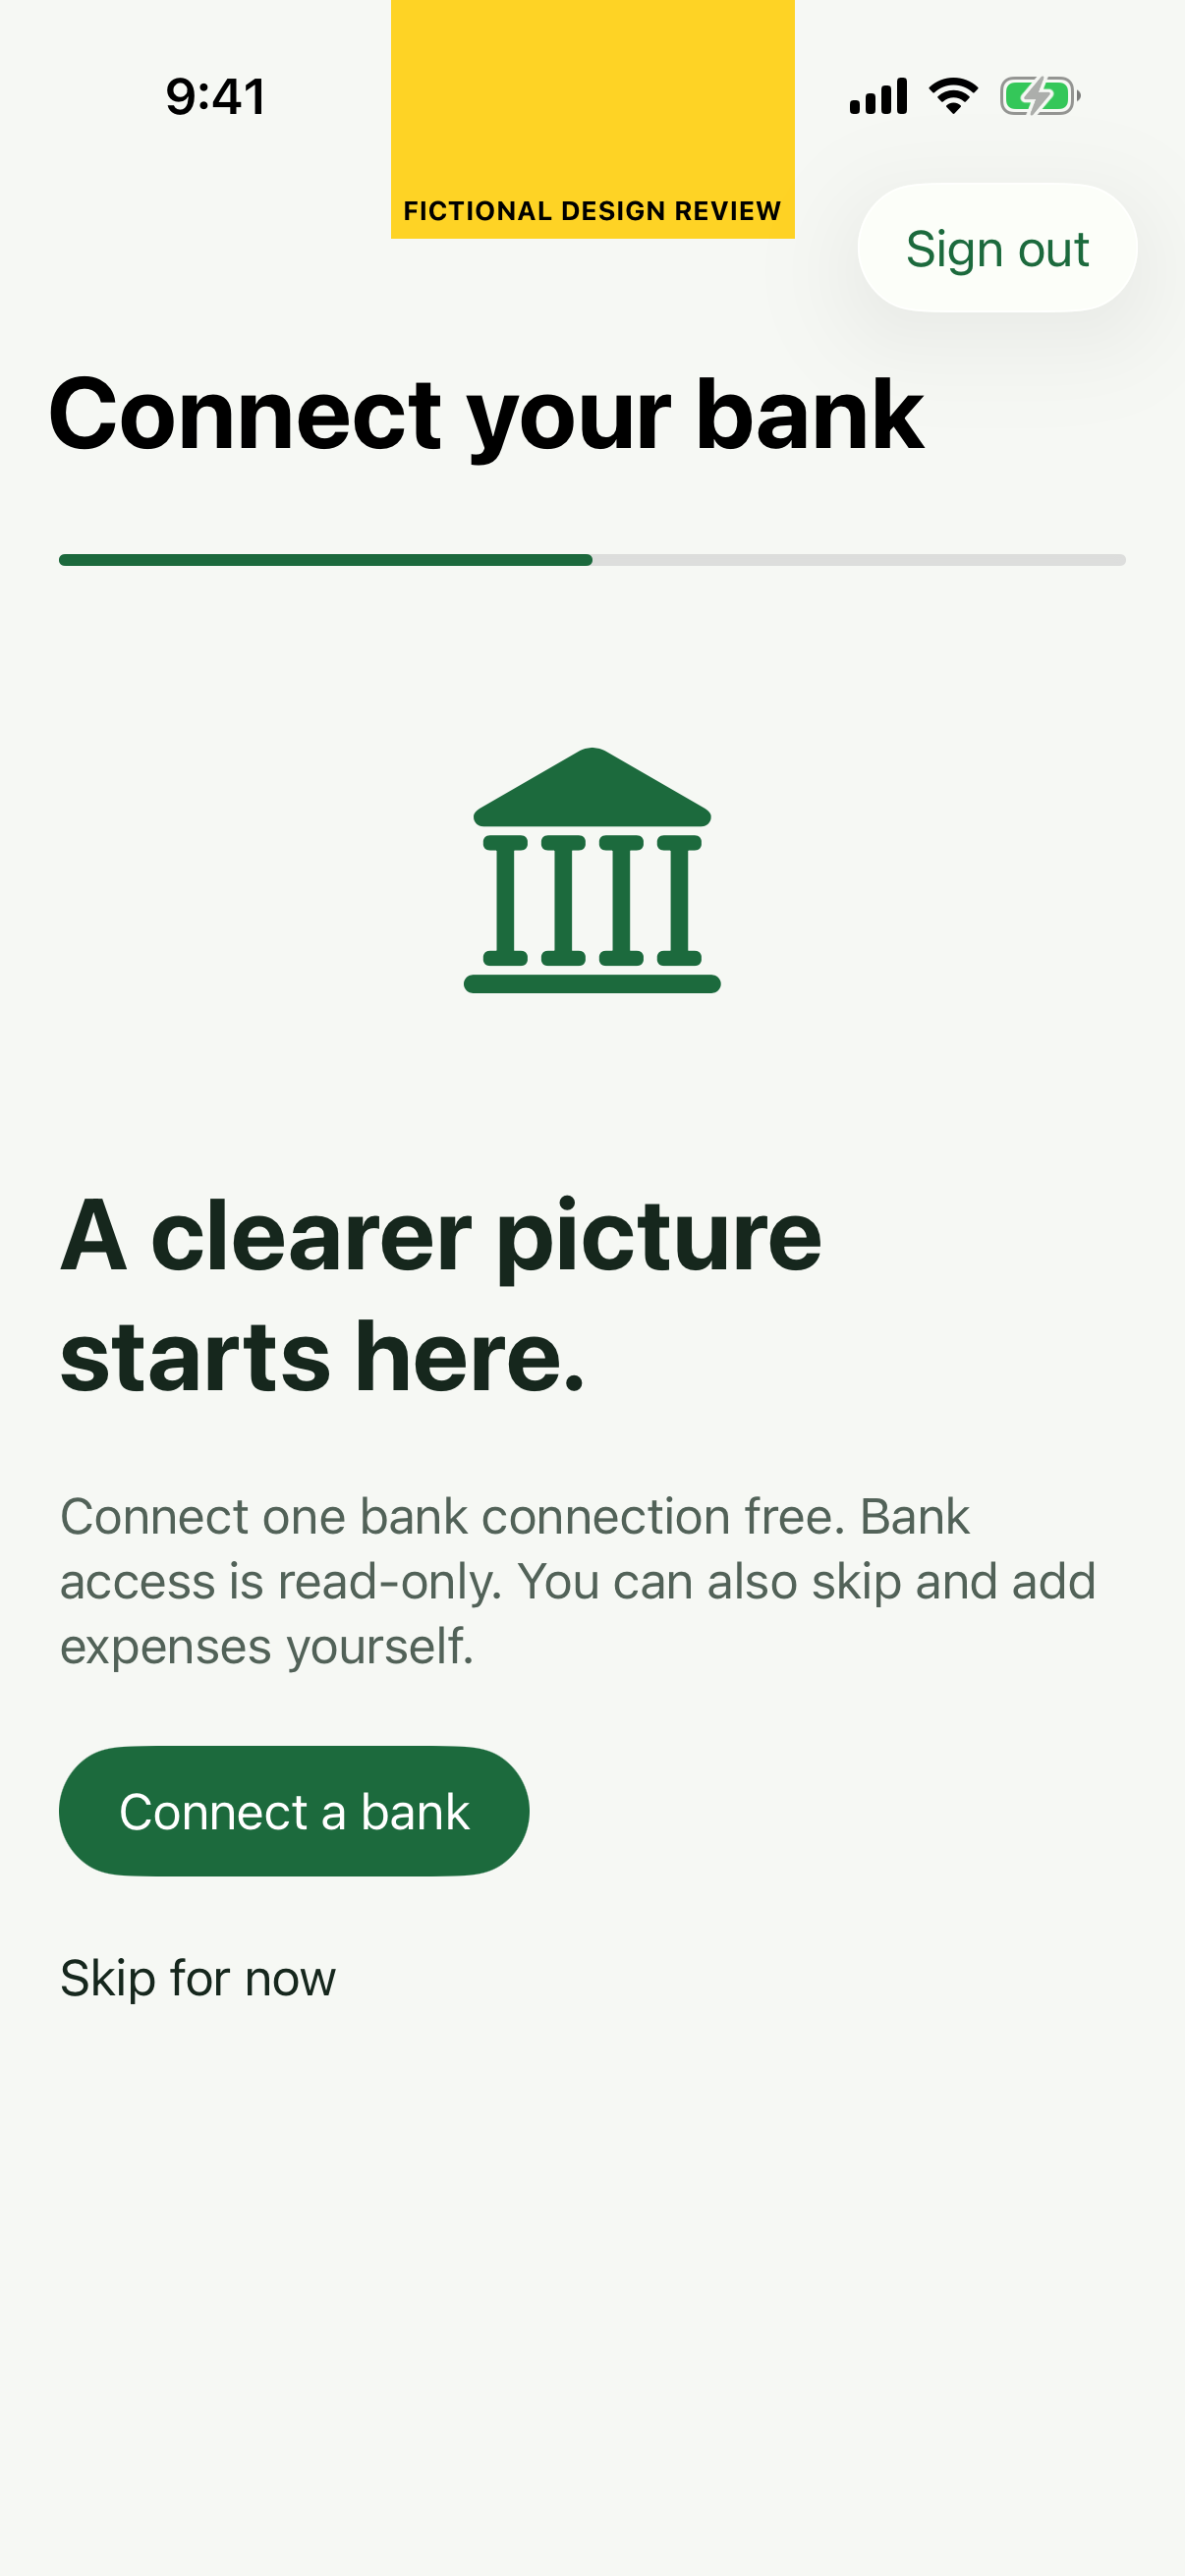 9:41
FICTIONAL DESIGN REVIEW
Sign out
Connect your bank
A clearer picture
starts here.
Connect one bank connection free. Bank
access is read-only. You can also skip and add
expenses yourself.
Connect a bank
Skip for now